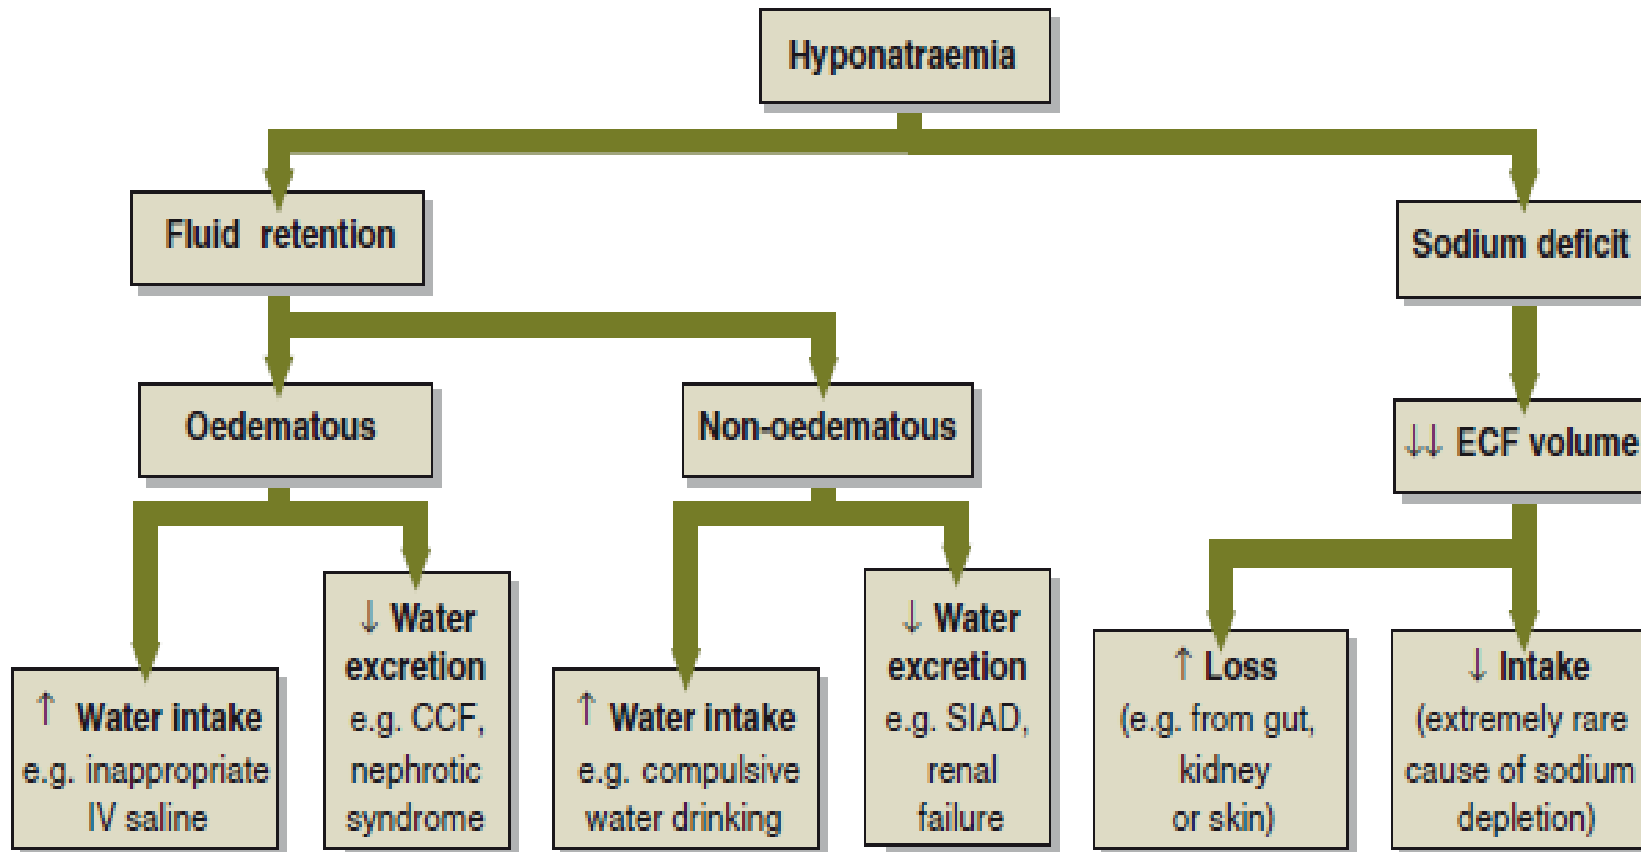 Hyponatraemia
Fluid retention
Sodium deficit
Oedematous
Non-oedematous
↓↓ ECF volume
↑ Water intake
e.g. inappropriate
IV saline
↓ Water
excretion
e.g. CCF,
nephrotic
syndrome
↑ Water intake
e.g. compulsive
water drinking
↓ Water
excretion
e.g. SIAD,
renal
failure
↑ Loss
(e.g. from gut,
kidney
or skin)
↓ Intake
(extremely rare
cause of sodium
depletion)